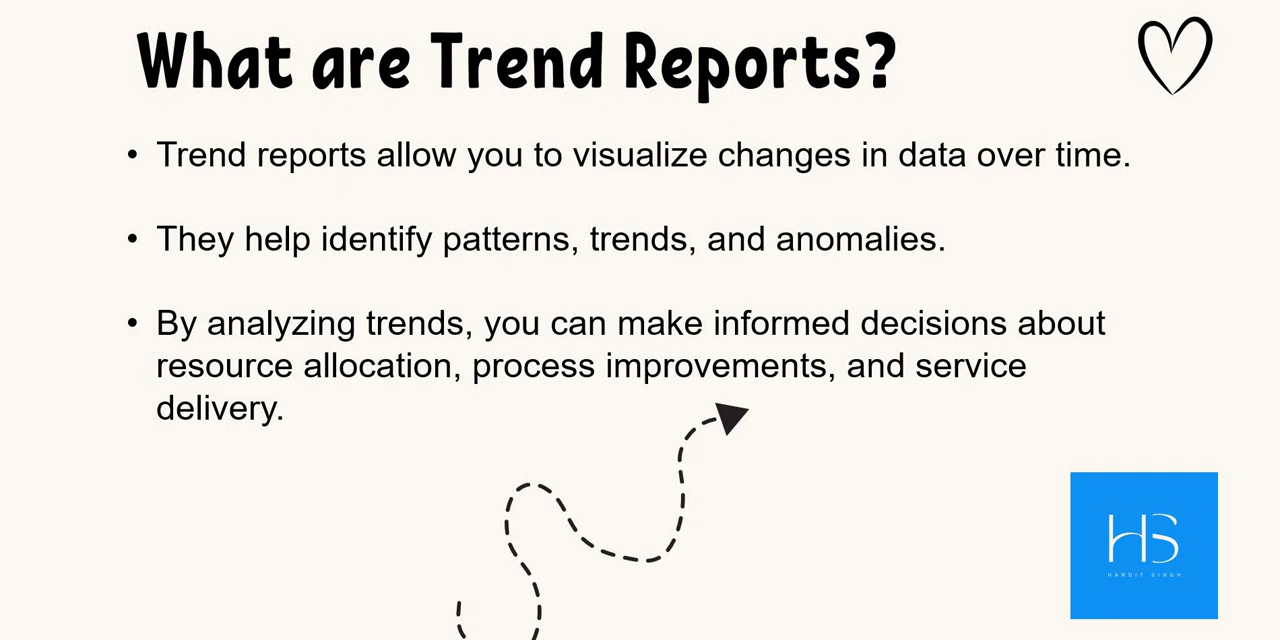 What are Trend Reports?
• Trend reports allow you to visualize changes in data over time.
• They help identify patterns, trends, and anomalies.
• By analyzing trends, you can make informed decisions about
resource allocation, process improvements, and service
delivery.
HS
HARDIT SINGH